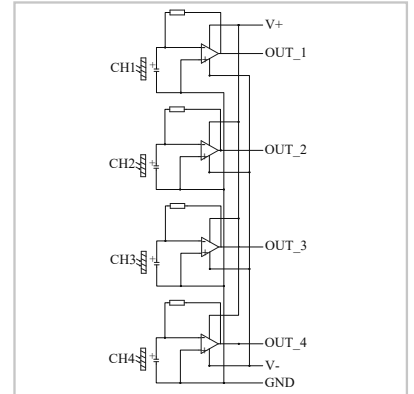 V+
CH1
OUT_1
CH2
OUT_2
CH3
OUT_3
CH4
OUT_4
V-
GND